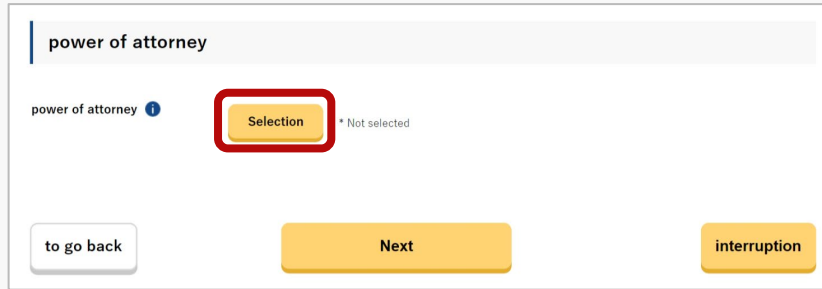 power of attorney
power of attorney i Selection * Not selected
to go back Next interruption